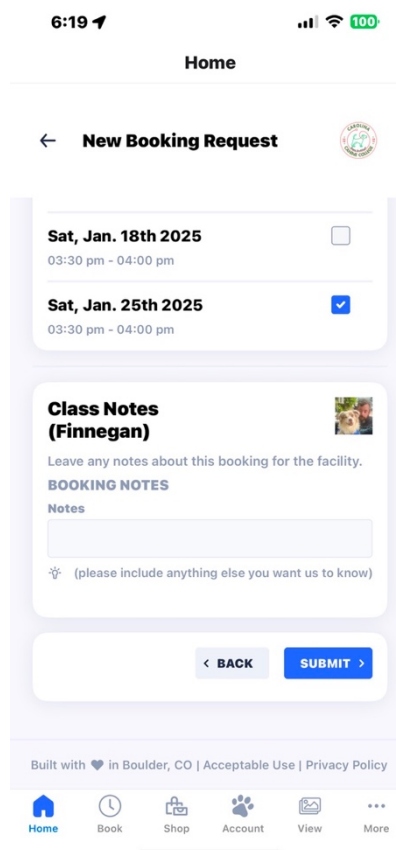 6:19
100
Home
New Booking Request
CAROLINA
CANINE COLLEGE
Sat, Jan. 18th 2025
03:30 pm - 04:00 pm
Sat, Jan. 25th 2025
03:30 pm - 04:00 pm
Class Notes
(Finnegan)
Leave any notes about this booking for the facility.
BOOKING NOTES
Notes
(please include anything else you want us to know)
< BACK
SUBMIT >
Built with in Boulder, CO | Acceptable Use | Privacy Policy
Home Book Shop Account View More